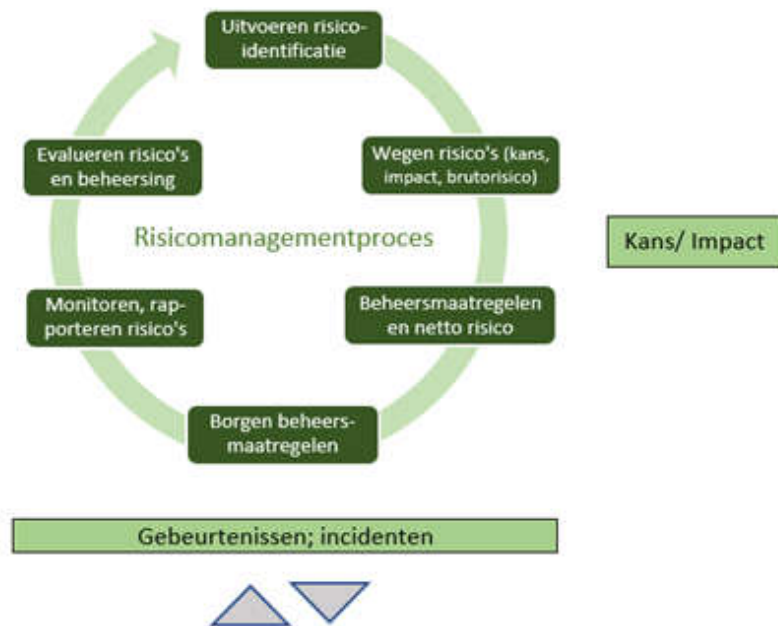 Uitvoeren risico-
identificatie
Wegen risico's (kans,
impact, brutorisico)
Evalueren risico's
en beheersing
Risicomanagementproces
Kans/ Impact
Beheersmaatregelen
en netto risico
Monitoren, rap-
porteren risico's
Borgen beheers-
maatregelen
Gebeurtenissen; incidenten